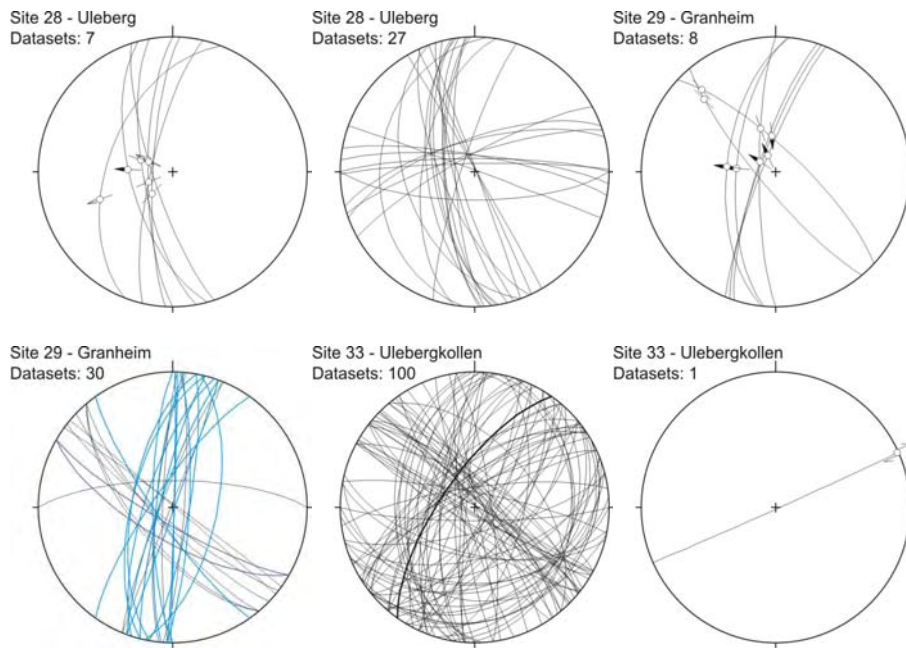 Site 28 - Uleberg
Datasets: 7
Site 28 - Uleberg
Datasets: 27
Site 29 - Granheim
Datasets: 8
Site 29 - Granheim
Datasets: 30
Site 33 - Ulebergkollen
Datasets: 100
Site 33 - Ulebergkollen
Datasets: 1